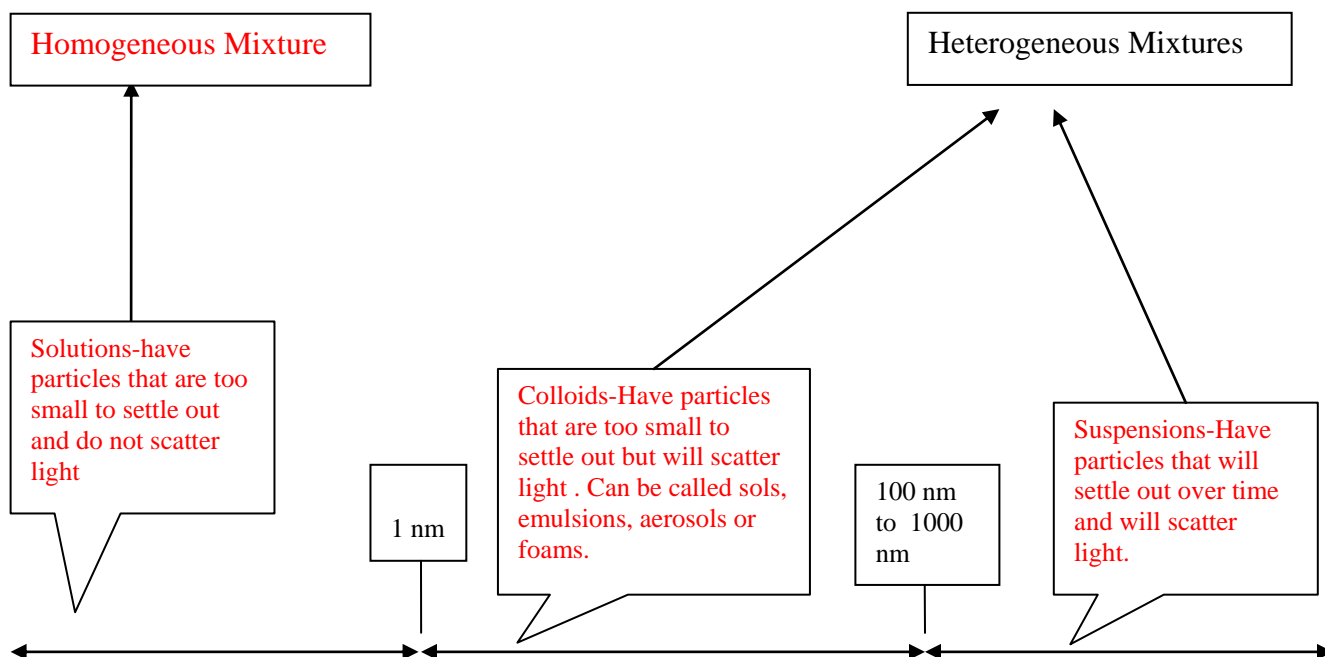 Homogeneous Mixture
Heterogeneous Mixtures
Solutions-have
particles that are too
small to settle out
and do not scatter
light
1 nm
Colloids-Have particles
that are too small to
settle out but will scatter
light . Can be called sols,
emulsions, aerosols or
foams.
100 nm
to 1000
nm
Suspensions-Have
particles that will
settle out over time
and will scatter
light.